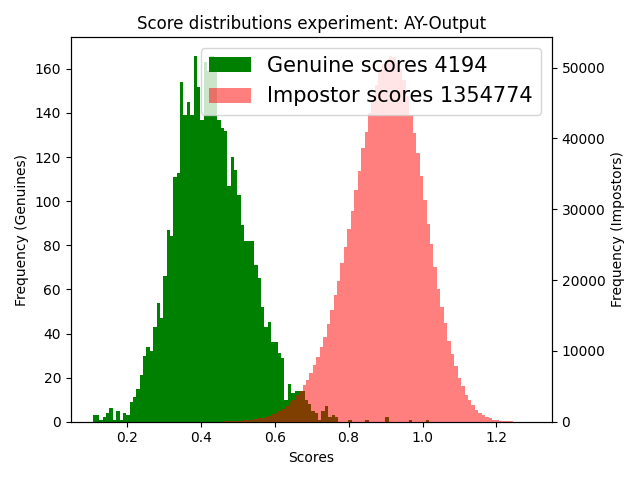 Score distributions experiment: AY-Output
Genuine scores 4194
Impostor scores 1354774
Frequency (Genuines)
160
140
120
100
80
60
40
20
0
Frequency (Impostors)
50000
40000
30000
20000
10000
0
0.2 0.4 0.6 0.8 1.0 1.2
Scores